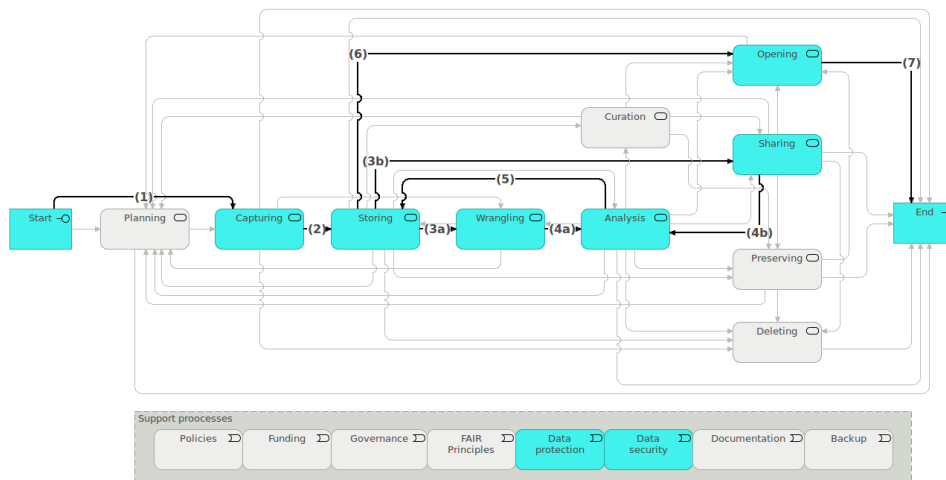 (6)
Opening
(7)
Curation
Sharing
(3b)
(5)
(1)
Start
Planning
Capturing
(2)
Storing
(3a)
Wrangling
(4a)
Analysis
(4b)
End
Preserving
Deleting
Support proocesses
Policies
Funding
Governance
FAIR
Principles
Data
protection
Data
security
Documentation
Backup